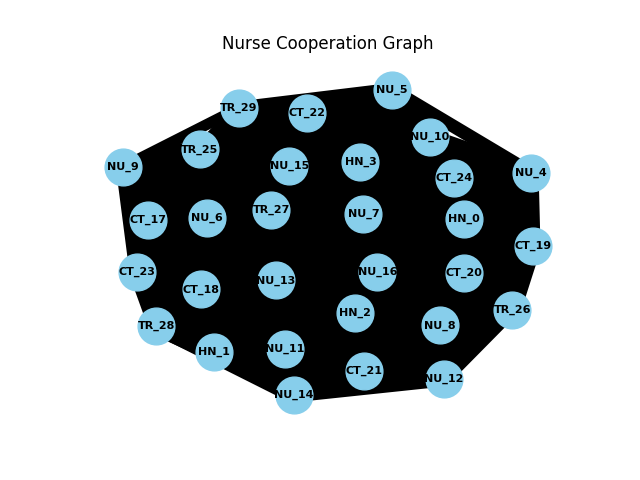 Nurse Cooperation Graph
NU_5
TR_29
CT_22
NU_10
TR_25
HN_3
NU_15
NU_9
NU_4
CT_24
TR_27
NU_7
NU_6
CT_17
HN_0
CT_19
CT_23
NU_16
CT_20
NU_13
CT_18
TR_26
HN_2
NU_8
TR_28
NU_11
HN_1
CT_21
NU_12
NU_14